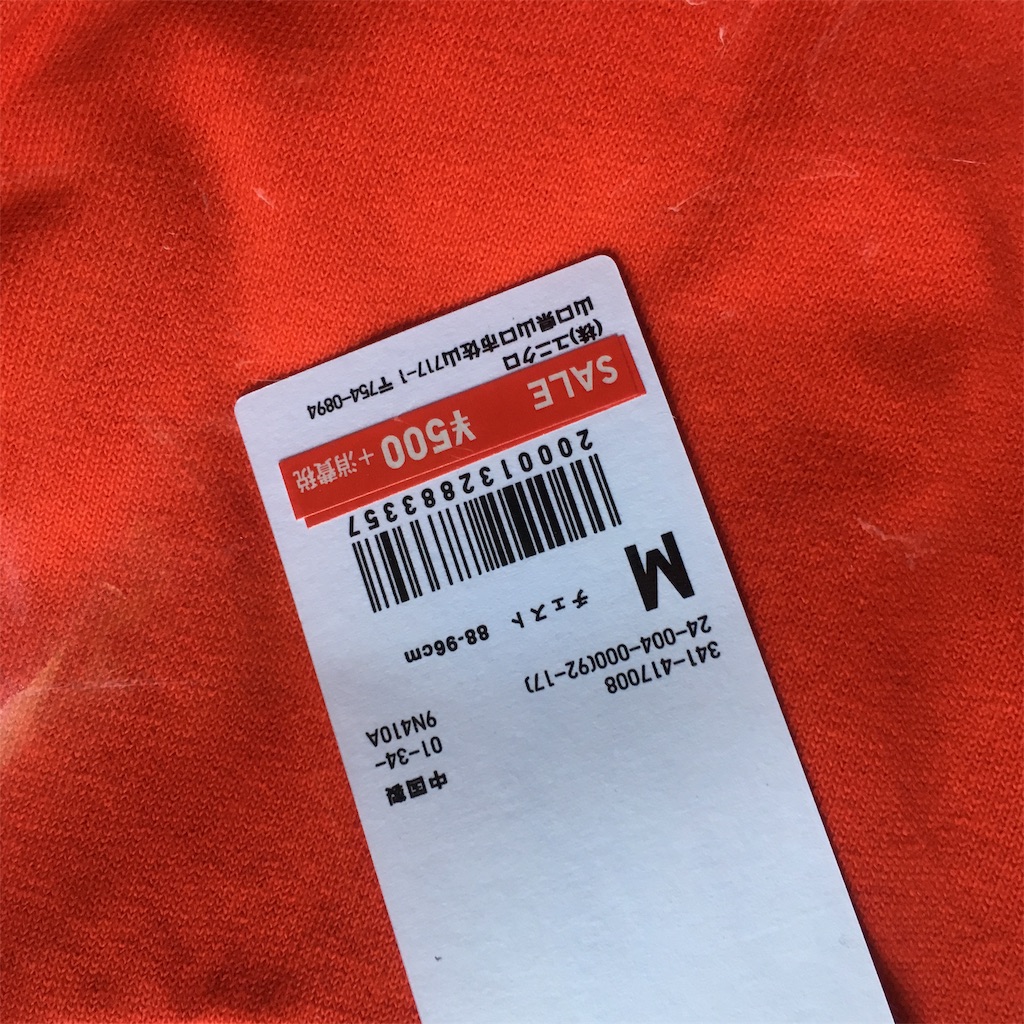 中国製
01-34-
9N410A
341-417008
24-004-000(92-17)
M
チェスト 88-96cm
2000132883357
SALE ¥500+消費税
(株)ユニクロ
山口県山口市佐山717-1 〒754-0894